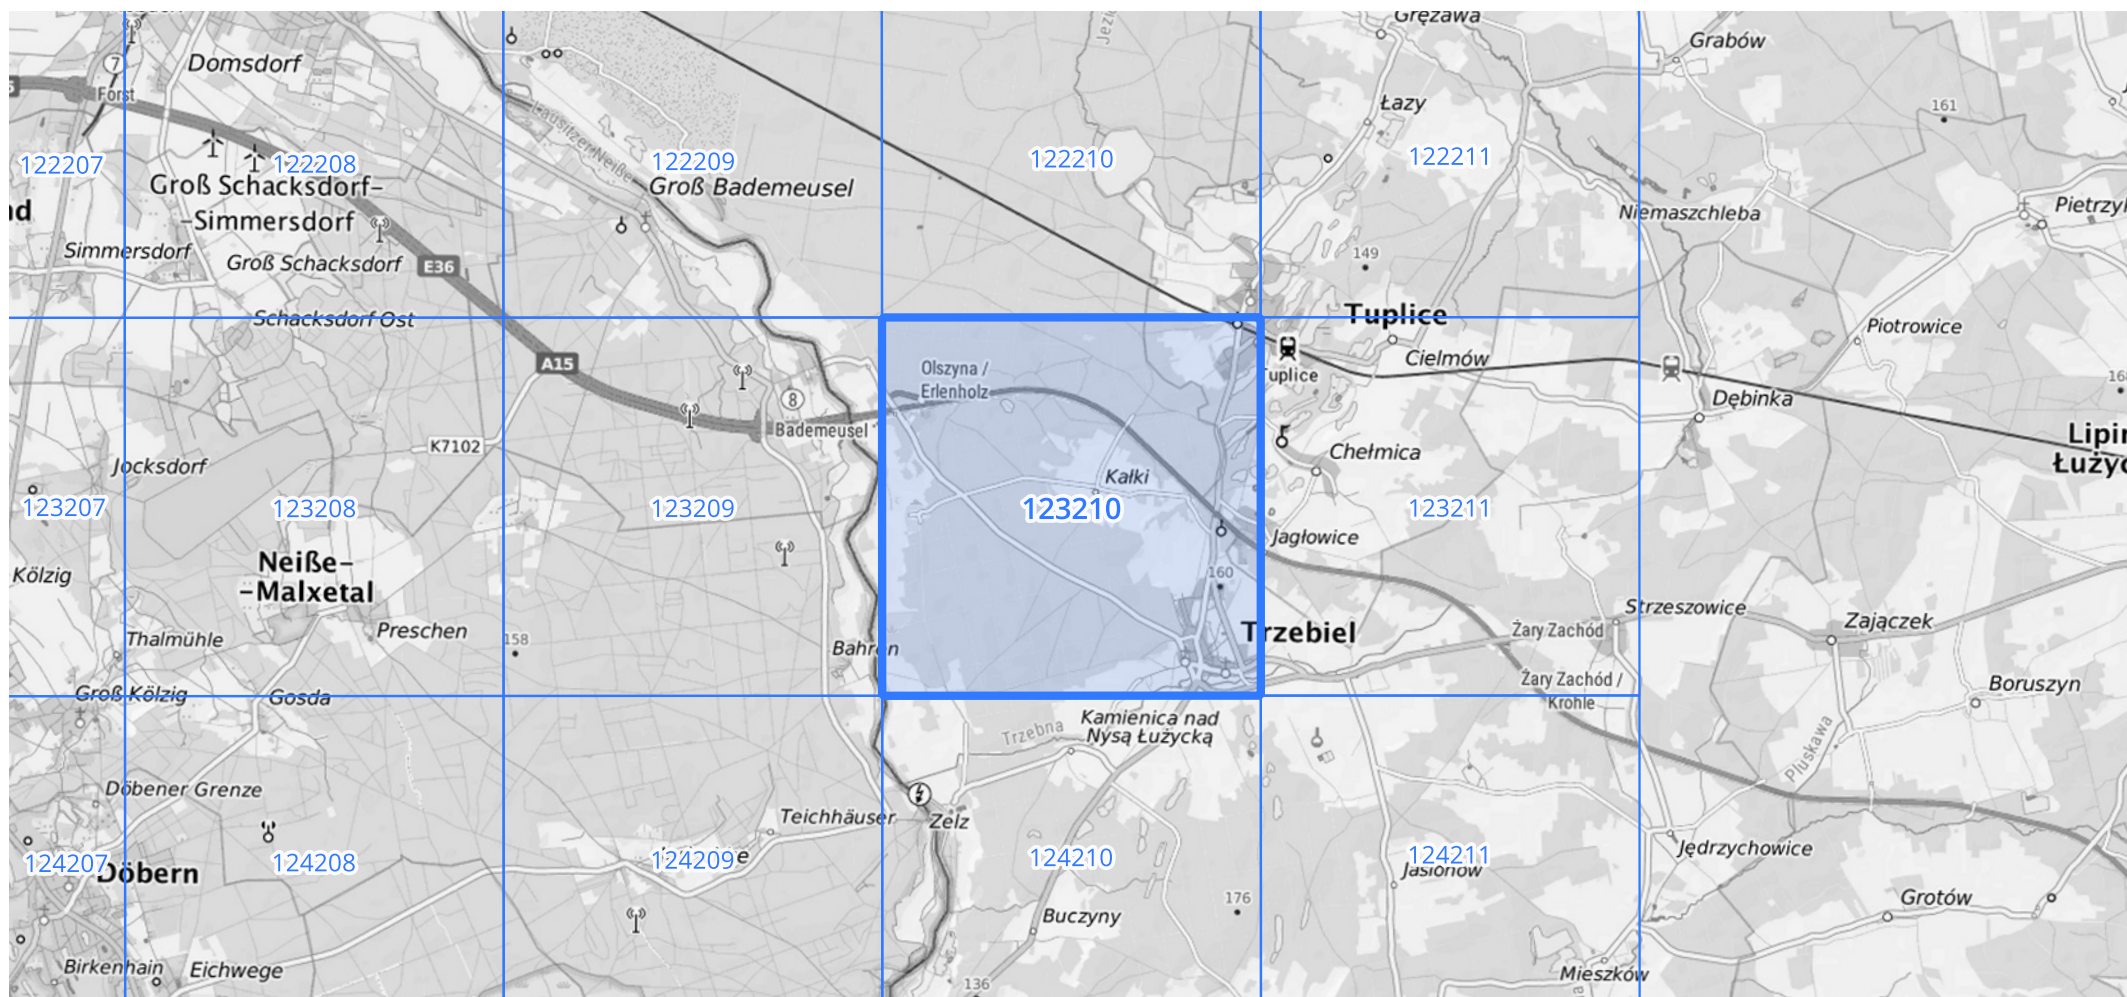 Gręzawa
Grabów
Domsdorf
7
Forst
Łazy
161
Lausitzer Neiße
122207
122208
122209
122210
122211
Groß Schacksdorf-
-Simmersdorf
Groß Bademeusel
Niemaszchleba
Simmersdorf
Groß Schacksdorf
E36
149
Schacksdorf Ost
Tuplice
Piotrowice
A15
Olszyna /
Erlenholz
Cielmów
Tuplice
8
Bademeusel
Dębinka
K7102
Jocksdorf
Chełmica
Kałki
123207
123208
123209
123210
123211
Jagłowice
Neiße-
-Malxetal
Kölzig
160
Strzeszowice
Zajączek
Thalmühle
Preschen
158
Bahren
Trzebiel
Żary Zachód
Groß Kölzig
Gosda
Żary Zachód /
Krohle
Boruszyn
Kamienica nad
Nysą Łużycką
Trzebna
Pluskawa
Döbener Grenze
Teichhäuser
Zelz
Jędrzychowice
124207
124208
124209
124210
124211
Döbern
Jasionów
176
Grotów
Buczyny
Birkenhain
Eichwege
136
Mieszków